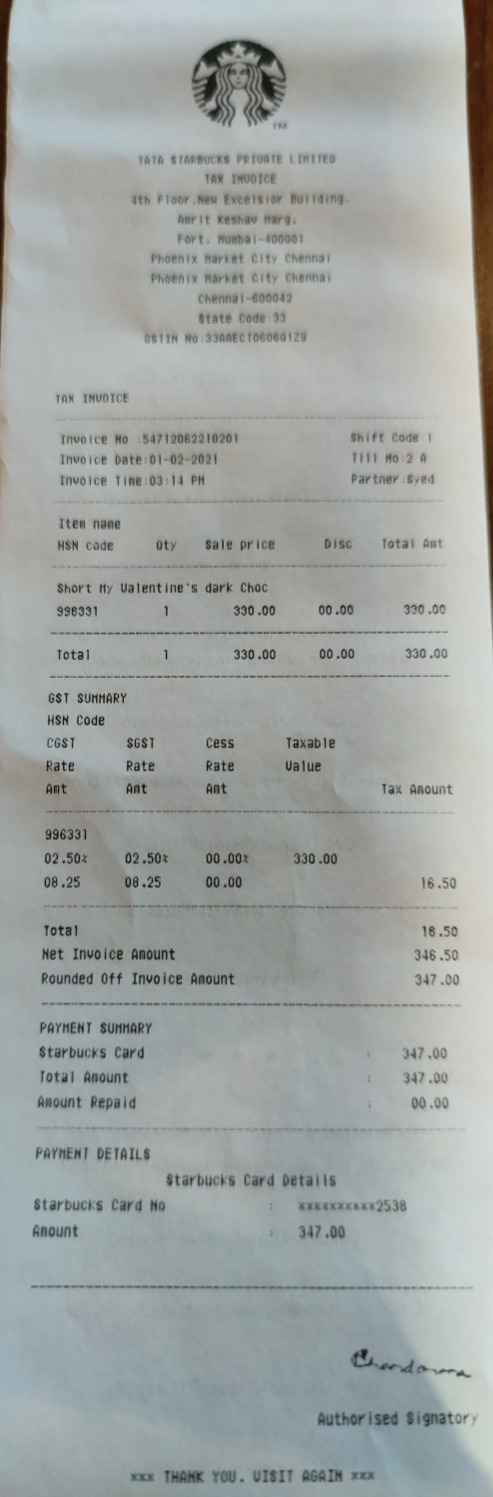 TM
TATA STARBUCKS PRIVATE LIMITED
TAX INVOICE
4th Floor.New Excelsior Building.
Amrit Keshav Marg.
Fort. Mumbai-400001
Phoenix Market City Chennai
Phoenix Market City Chennai
Chennai-600042
State Code:33
GSTIN No:33AAECT060601Z9
TAX INVOICE
Invoice No :54712062210201 Shift Code 1
Invoice Date:01-02-2021 Till No:2 A
Invoice Time:03:14 PM Partner:Syed
Item name
HSN code Qty Sale price Disc Total Amt
Short My Valentine's dark Choc
996331 1 330.00 00.00 330.00
Total 1 330.00 00.00 330.00
GST SUMMARY
HSN Code
CGST SGST Cess Taxable
Rate Rate Rate Value
Amt Amt Amt Tax Amount
996331
02.50% 02.50% 00.00% 330.00
08.25 08.25 00.00 16.50
Total 16.50
Net Invoice Amount 346.50
Rounded Off Invoice Amount 347.00
PAYMENT SUMMARY
Starbucks Card : 347.00
Total Amount : 347.00
Amount Repaid : 00.00
PAYMENT DETAILS
Starbucks Card Details
Starbucks Card No : xxxxxxxxxx2538
Amount : 347.00
Authorised Signatory
xxx THANK YOU. VISIT AGAIN xxx